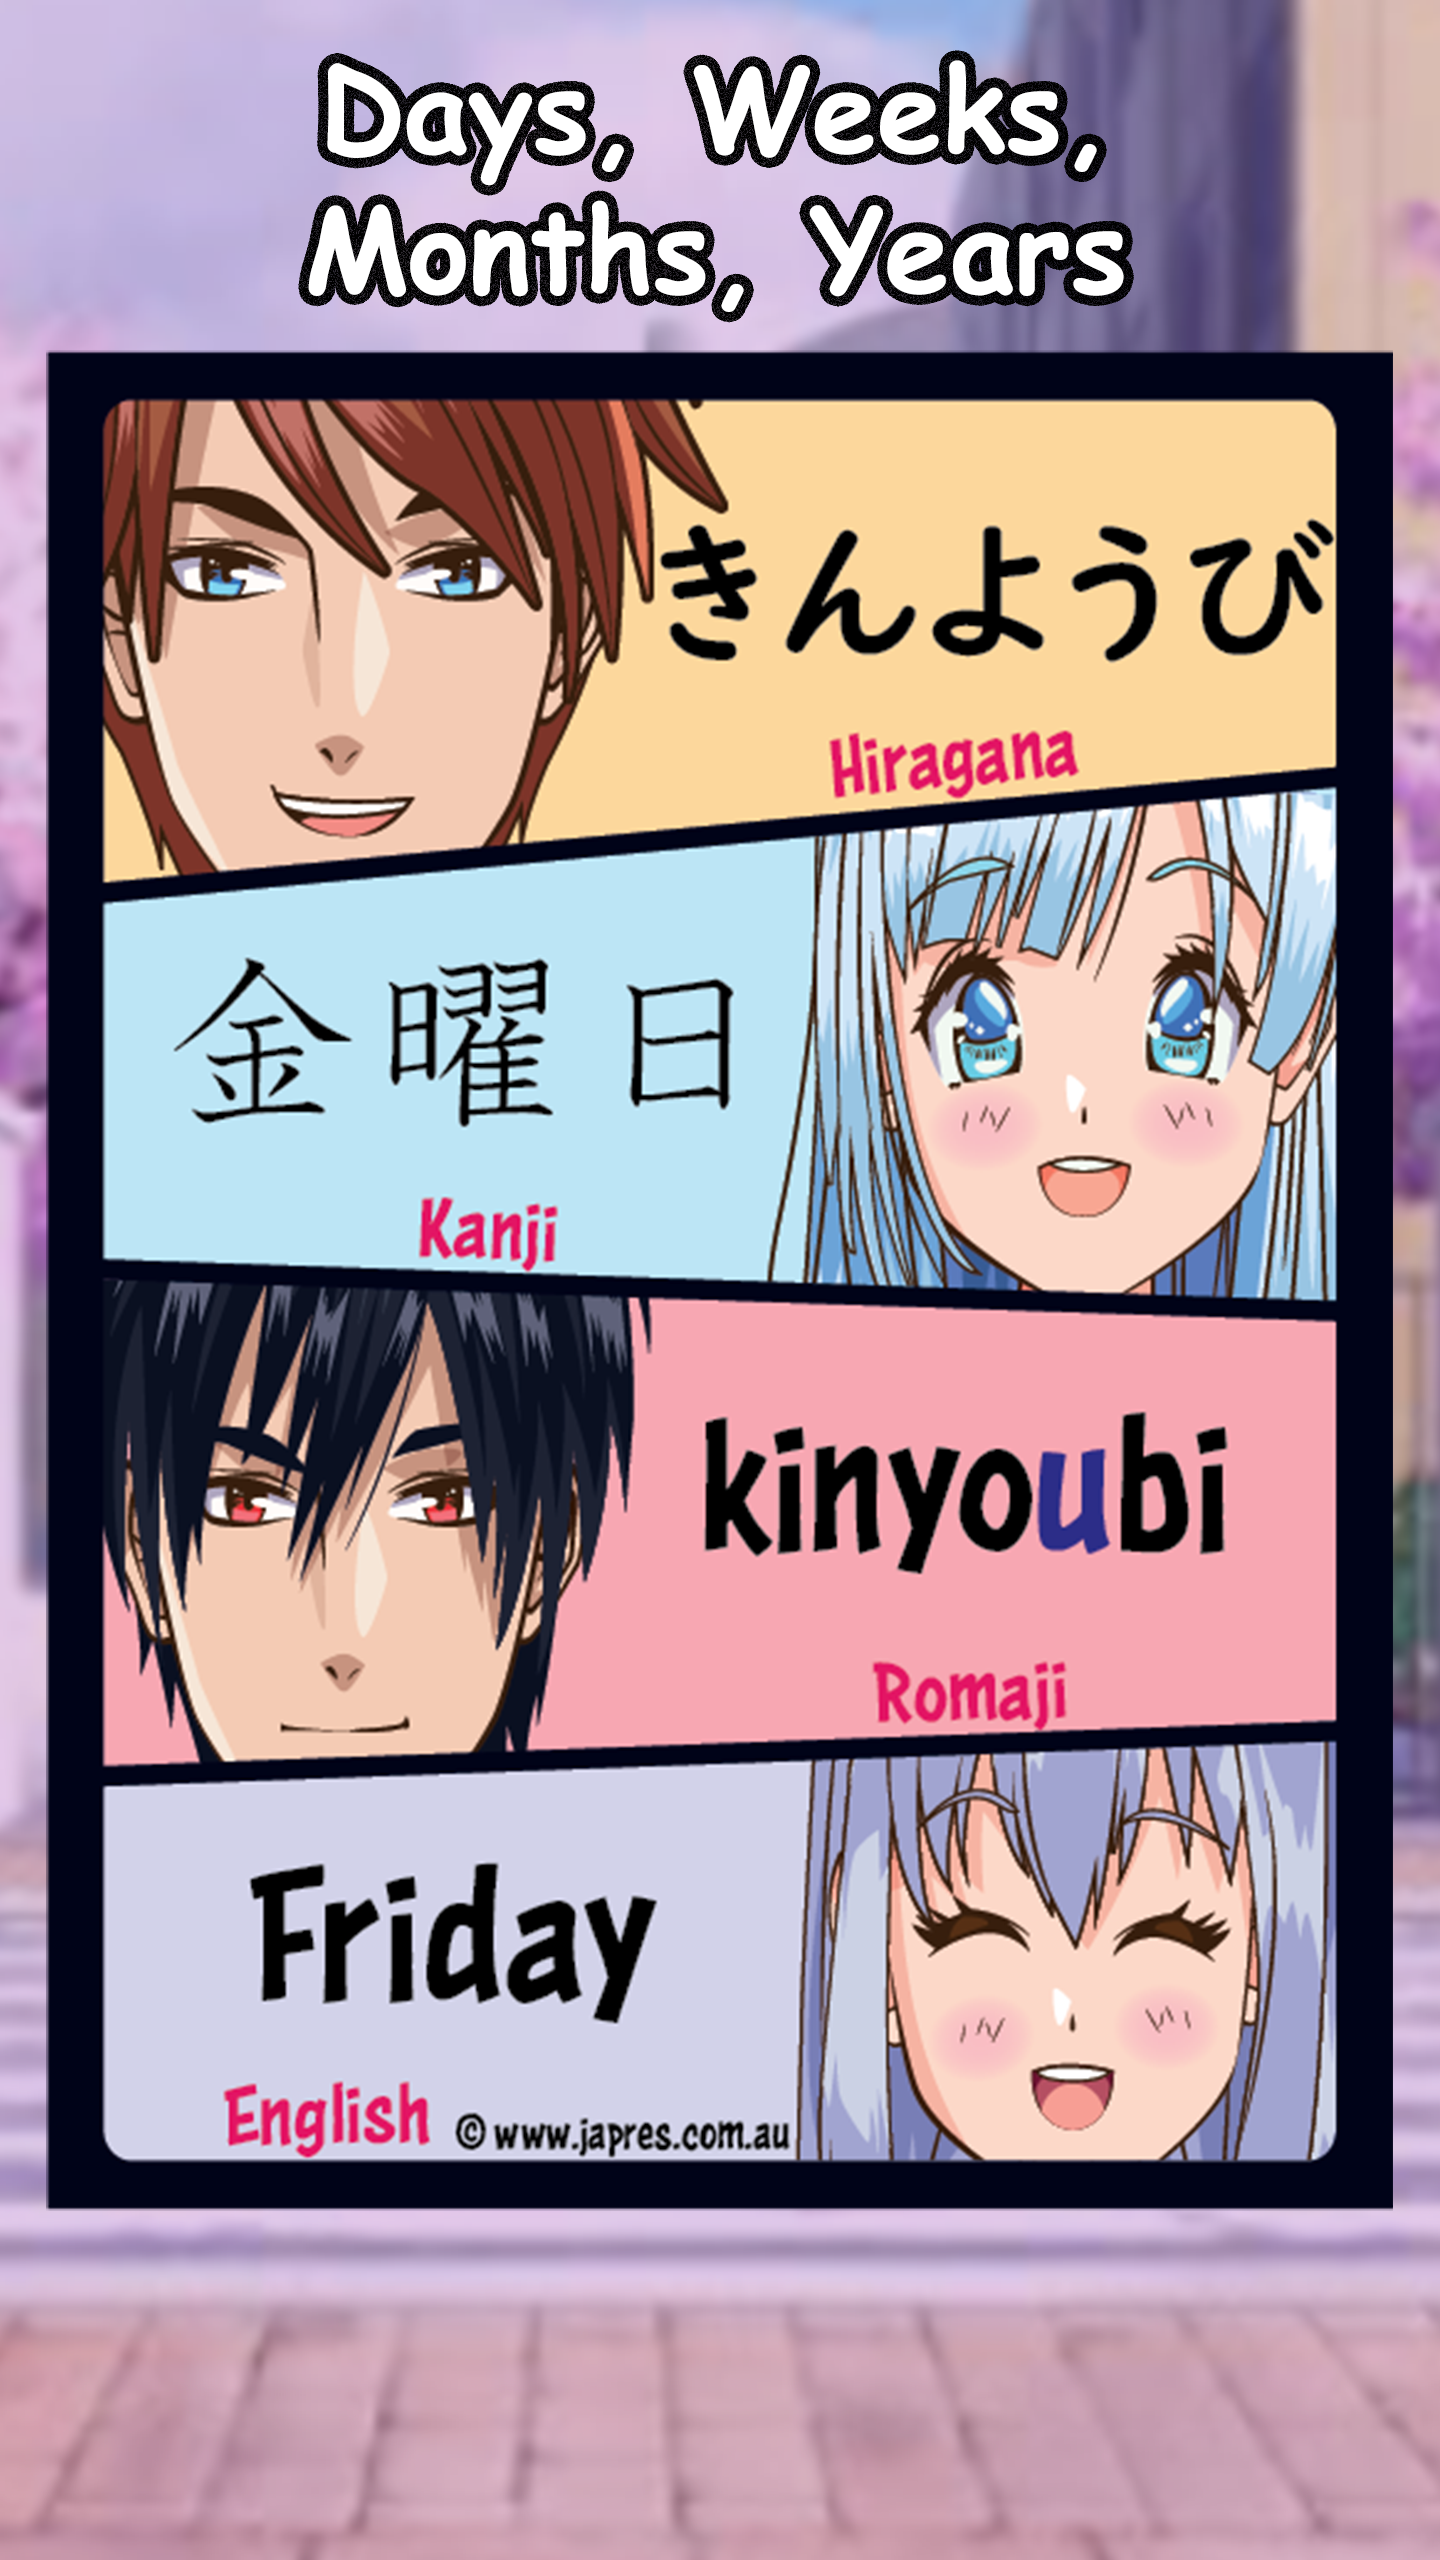 Days, Weeks,
Months, Years
きんようび
Hiragana
金曜日
Kanji
kinyoubi
Romaji
Friday
English © www.japres.com.au